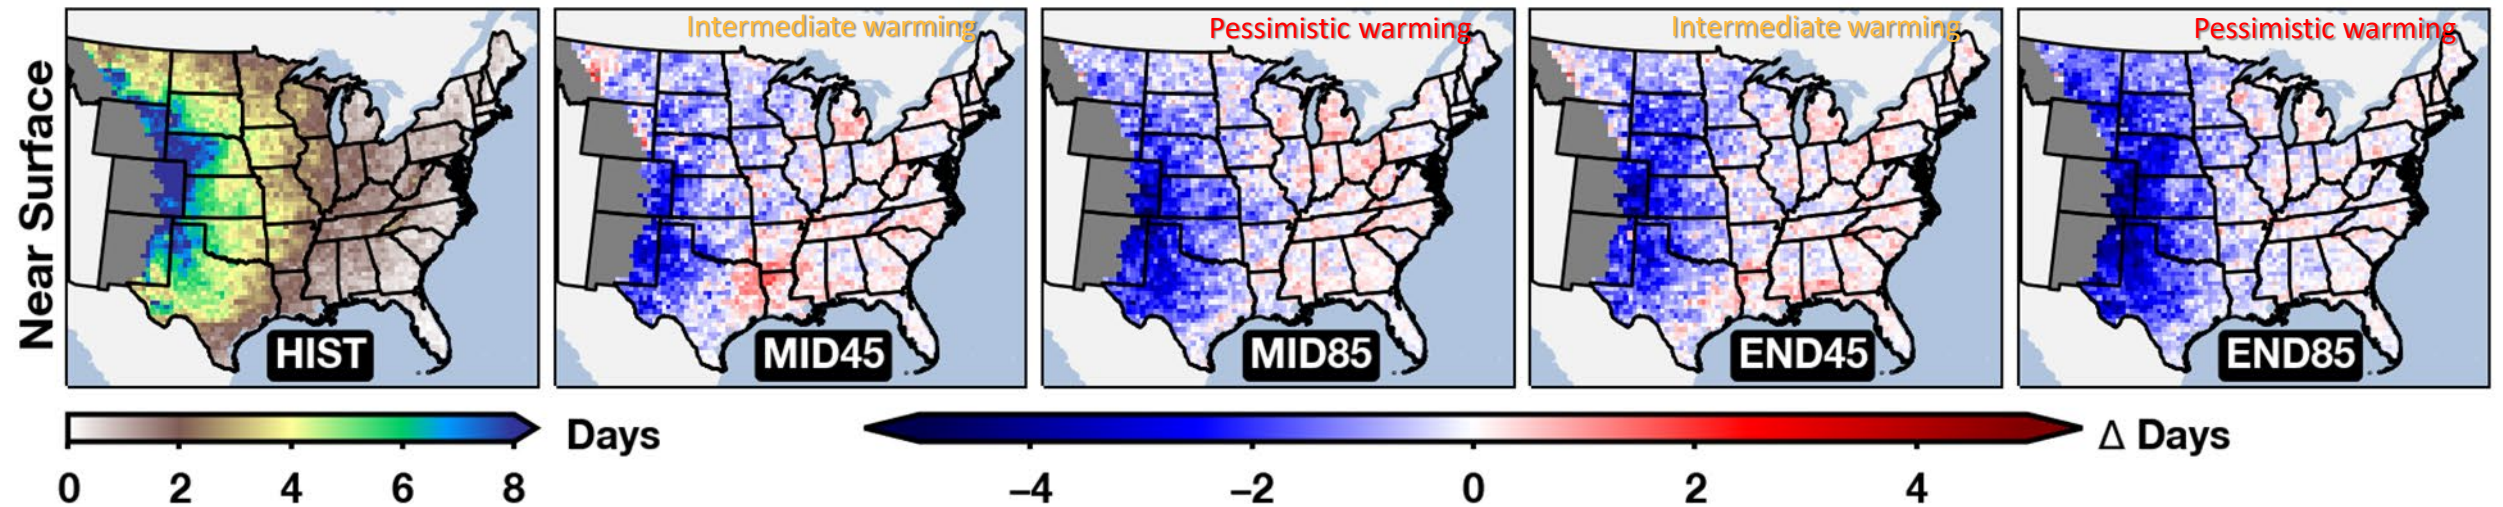 Intermediate warming
Pessimistic warming
Intermediate warming
Pessimistic warming
Near Surface
HIST
MID45
MID85
END45
END85
Days
Δ Days
0 2 4 6 8
−4 −2 0 2 4